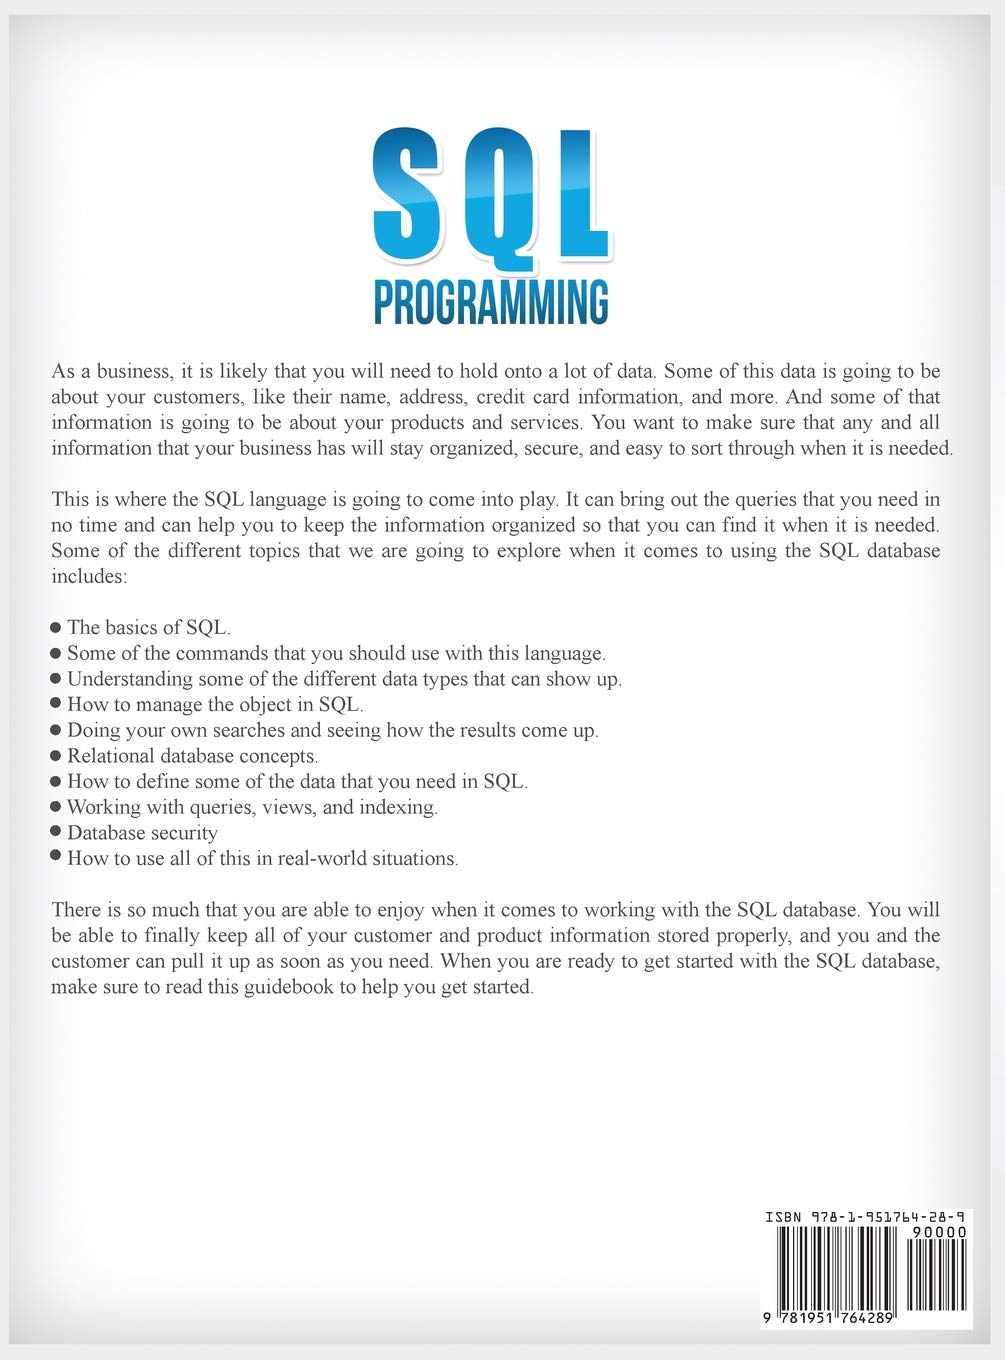 SQL
PROGRAMMING
As a business, it is likely that you will need to hold onto a lot of data. Some of this data is going to be
about your customers, like their name, address, credit card information, and more. And some of that
information is going to be about your products and services. You want to make sure that any and all
information that your business has will stay organized, secure, and easy to sort through when it is needed.
This is where the SQL language is going to come into play. It can bring out the queries that you need in
no time and can help you to keep the information organized so that you can find it when it is needed.
Some of the different topics that we are going to explore when it comes to using the SQL database
includes:
● The basics of SQL.
● Some of the commands that you should use with this language.
● Understanding some of the different data types that can show up.
● How to manage the object in SQL.
● Doing your own searches and seeing how the results come up.
● Relational database concepts.
● How to define some of the data that you need in SQL.
● Working with queries, views, and indexing.
● Database security
● How to use all of this in real-world situations.
There is so much that you are able to enjoy when it comes to working with the SQL database. You will
be able to finally keep all of your customer and product information stored properly, and you and the
customer can pull it up as soon as you need. When you are ready to get started with the SQL database,
make sure to read this guidebook to help you get started.
ISBN 978-1-951764-28-9
90000
9 781951 764289